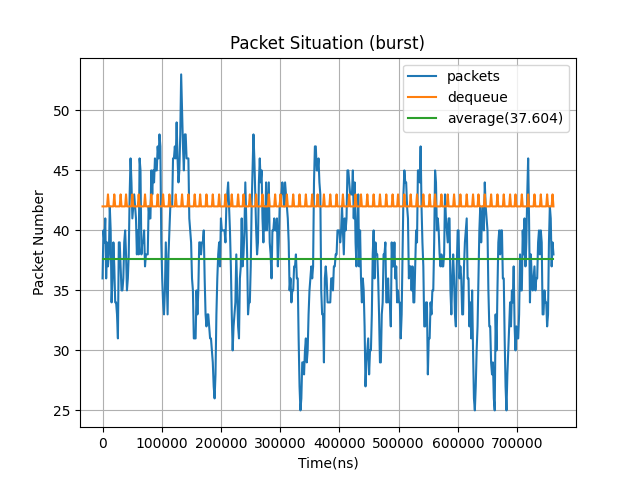 Packet Situation (burst)
packets
dequeue
average(37.604)
Packet Number
50
45
40
35
30
25
0 100000 200000 300000 400000 500000 600000 700000
Time(ns)